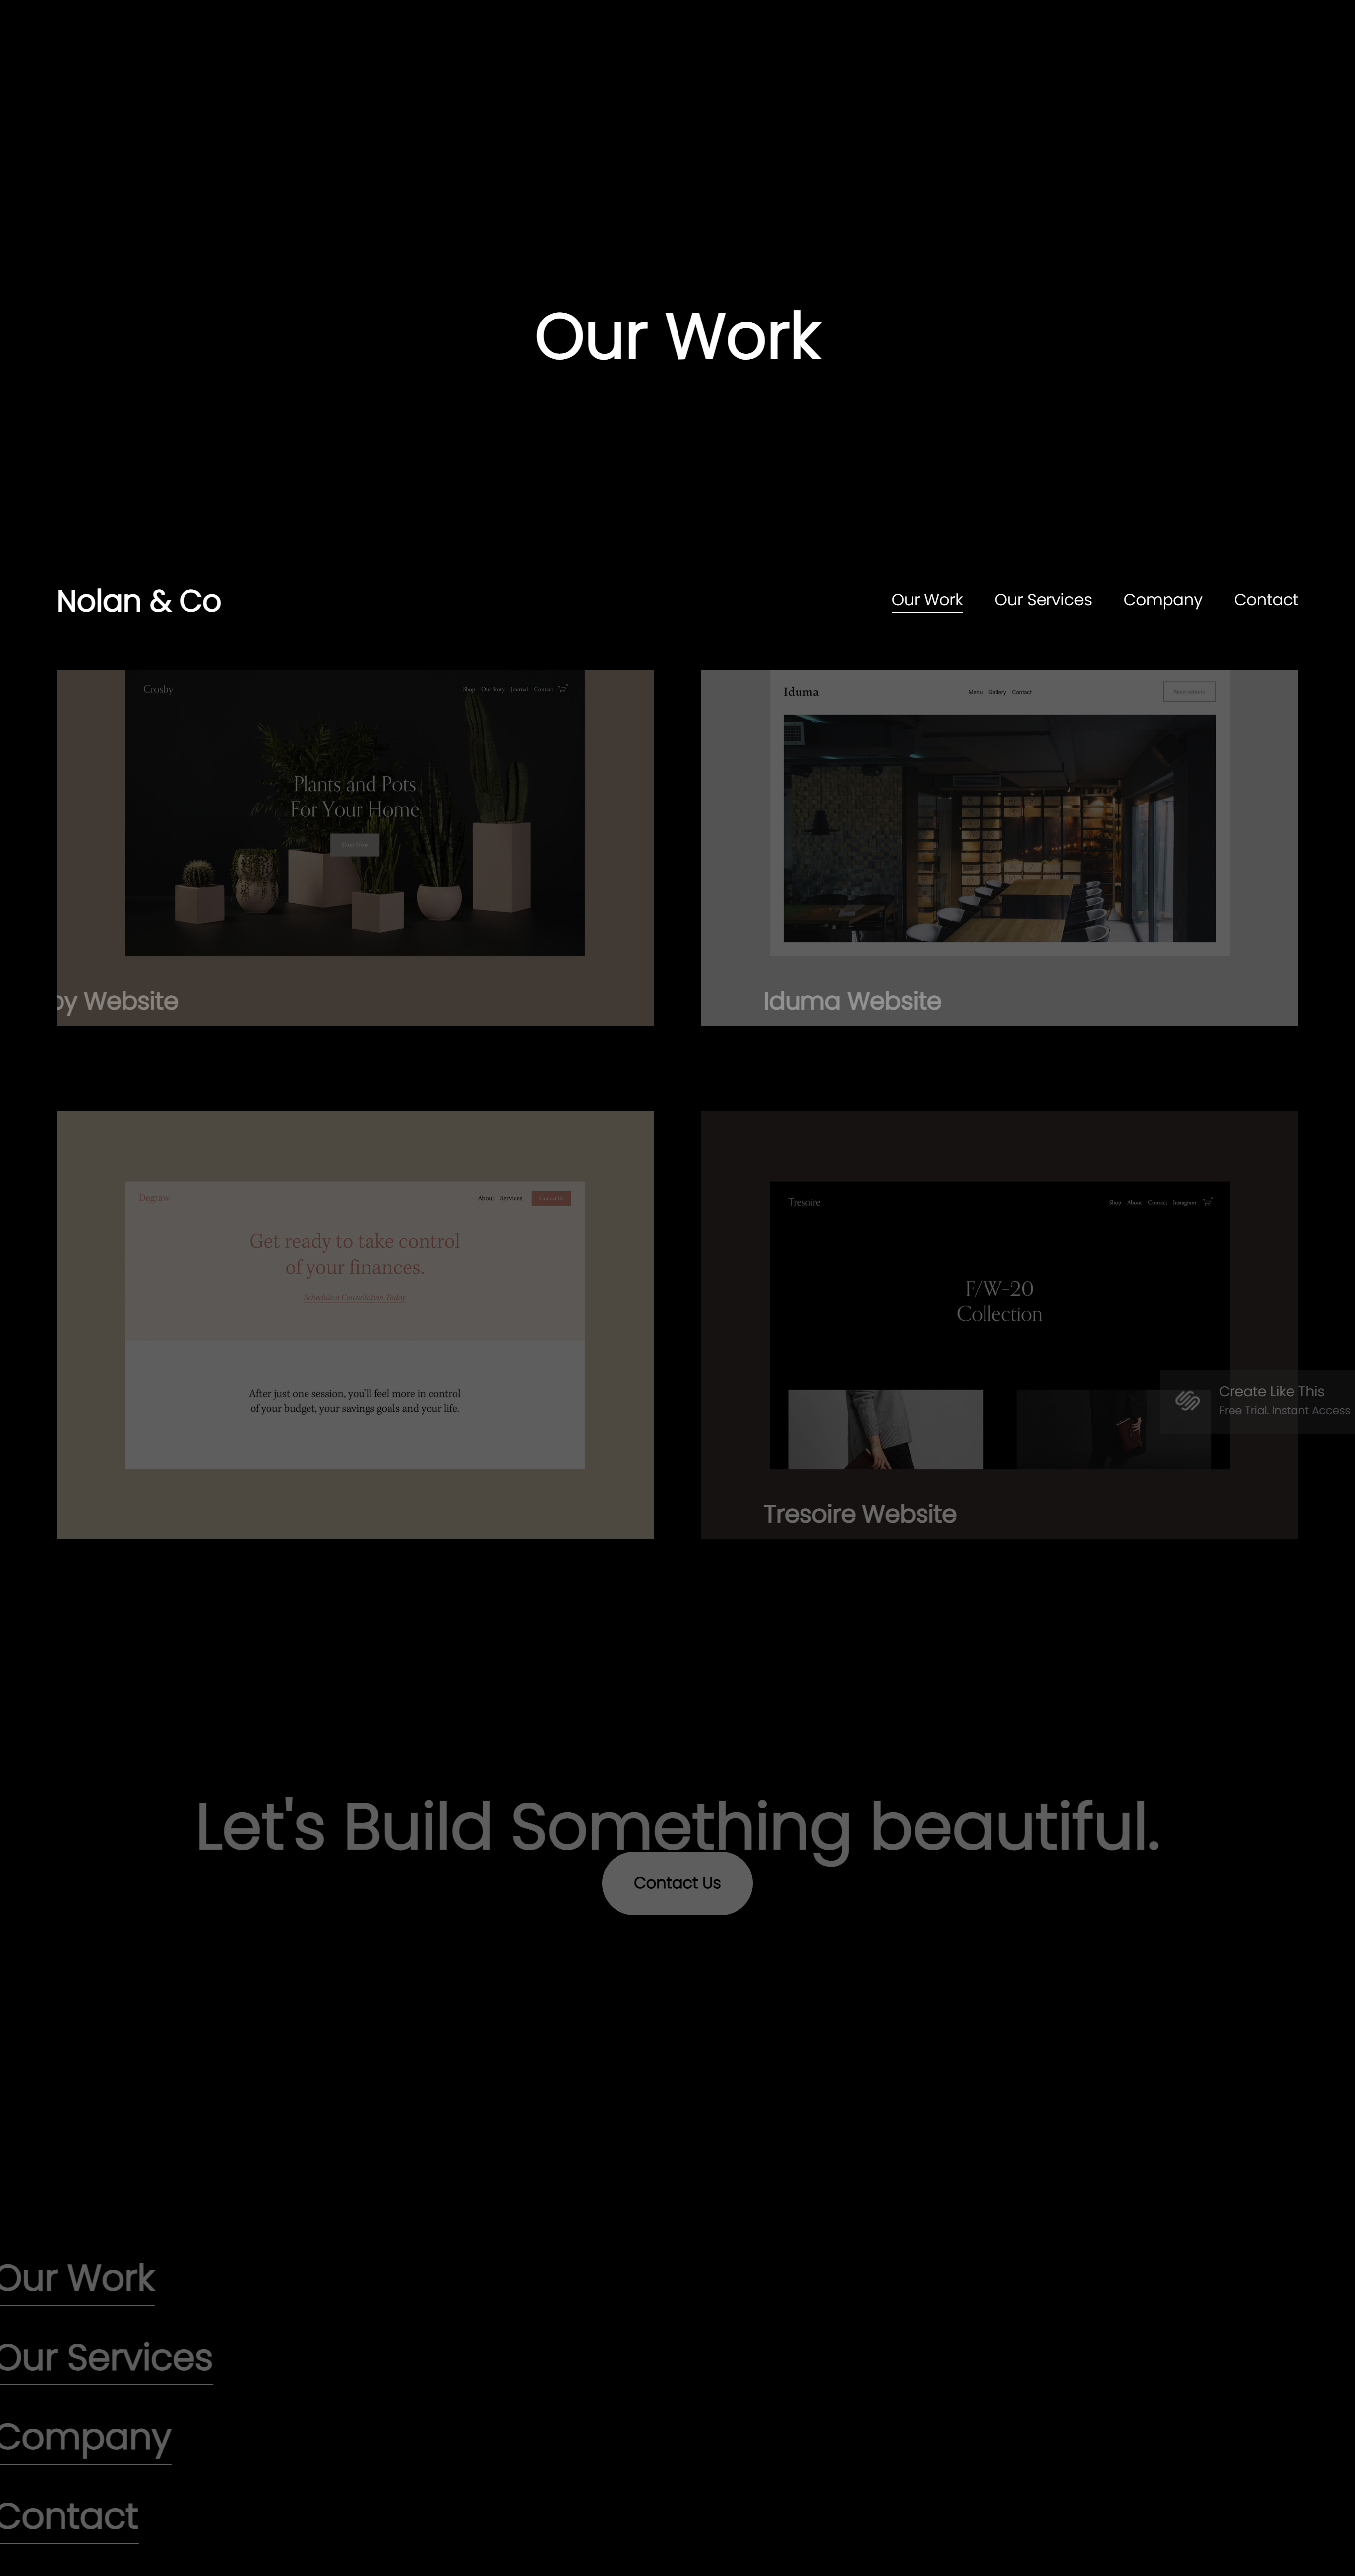 Our Work
Nolan & Co
Our Work Our Services Company Contact
Crosby
Shop Our Story Journal Contact
Plants and Pots
For Your Home
Shop Now
by Website
Iduma
Menu Gallery Contact
Reservations
Iduma Website
Degraw
About Services
Contact Us
Get ready to take control
of your finances.
Schedule a Consultation Today
After just one session, you'll feel more in control
of your budget, your savings goals and your life.
Tresoire
Shop About Contact Instagram
F/W-20
Collection
Create Like This
Free Trial. Instant Access
Tresoire Website
Let's Build Something beautiful.
Contact Us
Our Work
Our Services
Company
Contact